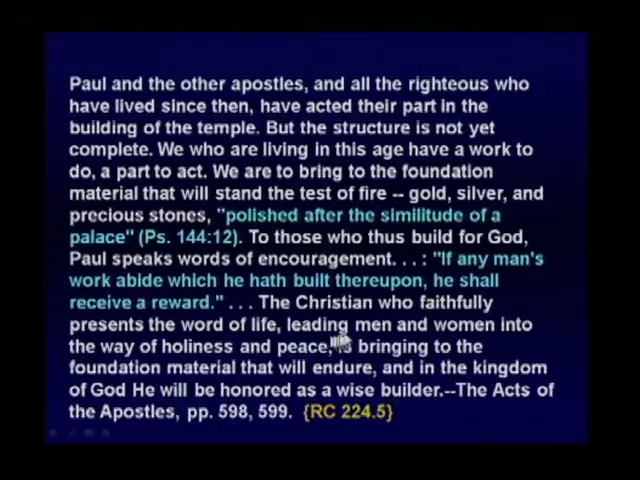 Paul and the other apostles, and all the righteous who
have lived since then, have acted their part in the
building of the temple. But the structure is not yet
complete. We who are living in this age have a work to
do, a part to act. We are to bring to the foundation
material that will stand the test of fire -- gold, silver, and
precious stones, "polished after the similitude of a
palace" (Ps. 144:12). To those who thus build for God,
Paul speaks words of encouragement. . . : "If any man's
work abide which he hath built thereupon, he shall
receive a reward." . . . The Christian who faithfully
presents the word of life, leading men and women into
the way of holiness and peace, bringing to the
foundation material that will endure, and in the kingdom
of God He will be honored as a wise builder.--The Acts of
the Apostles, pp. 598, 599. {RC 224.5}